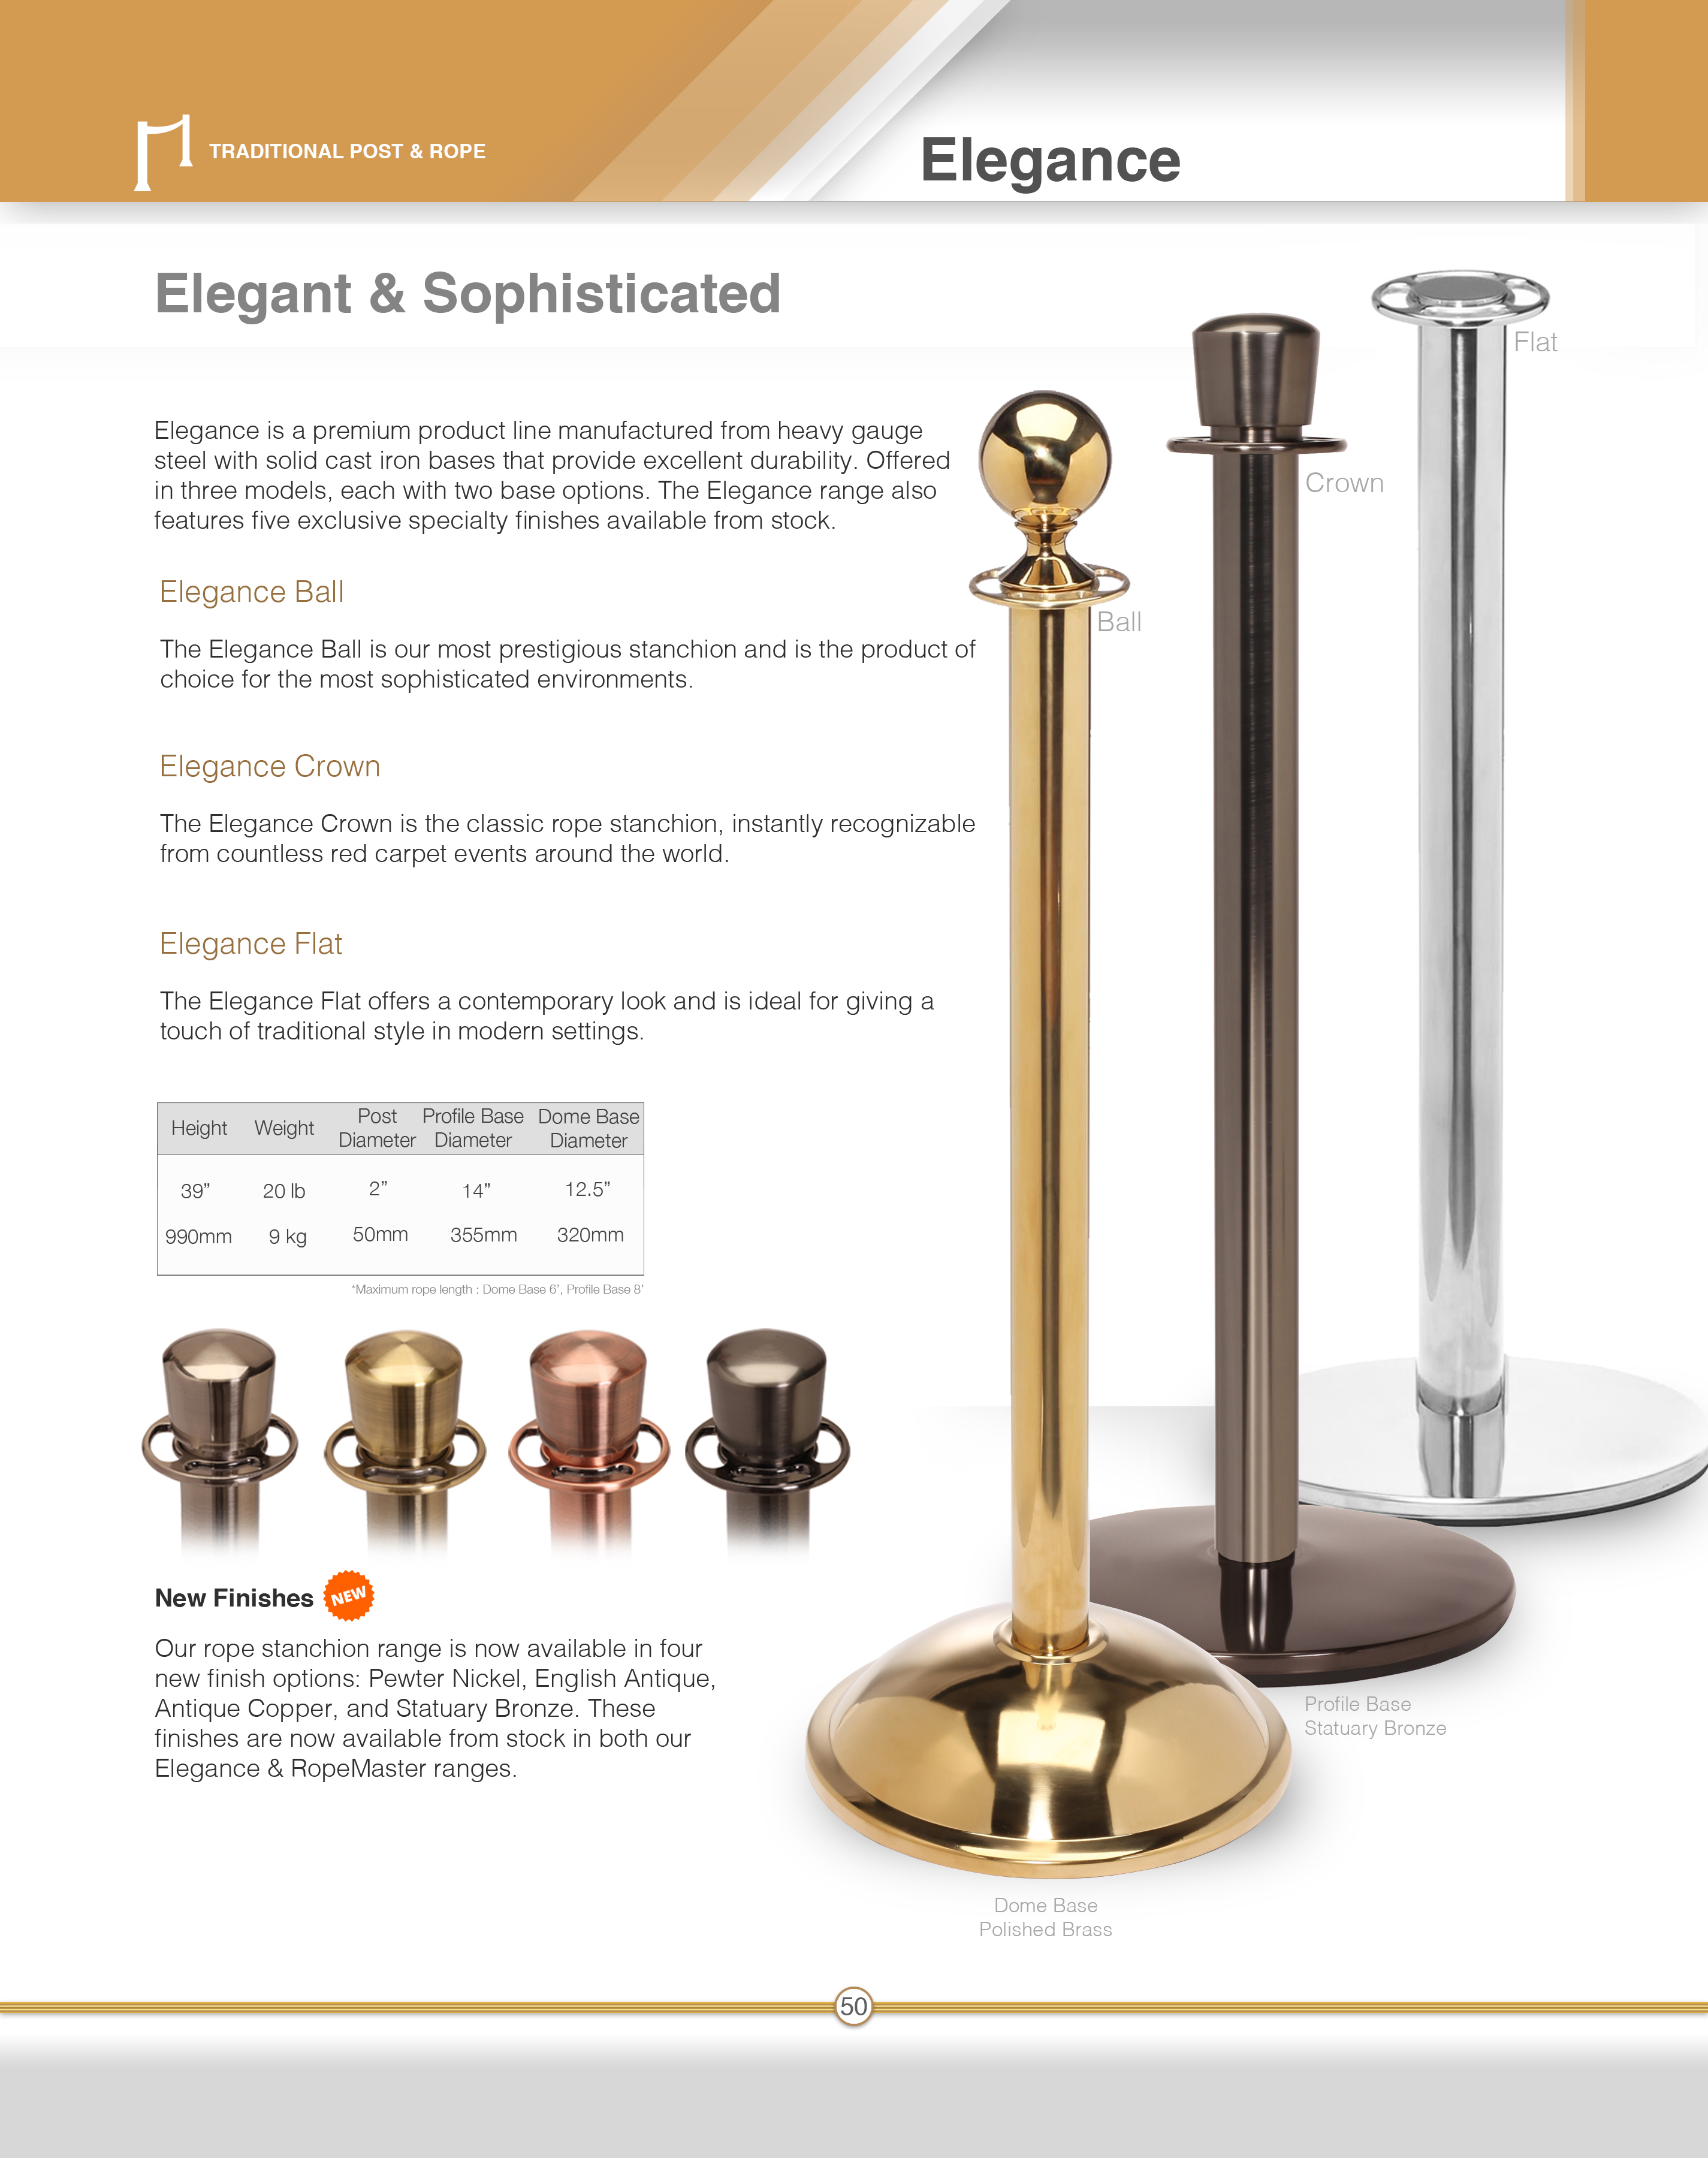 TRADITIONAL POST & ROPE
Elegance
Elegant & Sophisticated
Flat
Crown
Ball
Elegance is a premium product line manufactured from heavy gauge
steel with solid cast iron bases that provide excellent durability. Offered
in three models, each with two base options. The Elegance range also
features five exclusive specialty finishes available from stock.
Elegance Ball
The Elegance Ball is our most prestigious stanchion and is the product of
choice for the most sophisticated environments.
Elegance Crown
The Elegance Crown is the classic rope stanchion, instantly recognizable
from countless red carpet events around the world.
Elegance Flat
The Elegance Flat offers a contemporary look and is ideal for giving a
touch of traditional style in modern settings.
Height Weight Post Diameter Profile Base Diameter Dome Base Diameter
39” 20 lb 2” 14” 12.5”
990mm 9 kg 50mm 355mm 320mm
*Maximum rope length : Dome Base 6’, Profile Base 8’
New Finishes NEW
Our rope stanchion range is now available in four
new finish options: Pewter Nickel, English Antique,
Antique Copper, and Statuary Bronze. These
finishes are now available from stock in both our
Elegance & RopeMaster ranges.
Profile Base
Statuary Bronze
Dome Base
Polished Brass
50